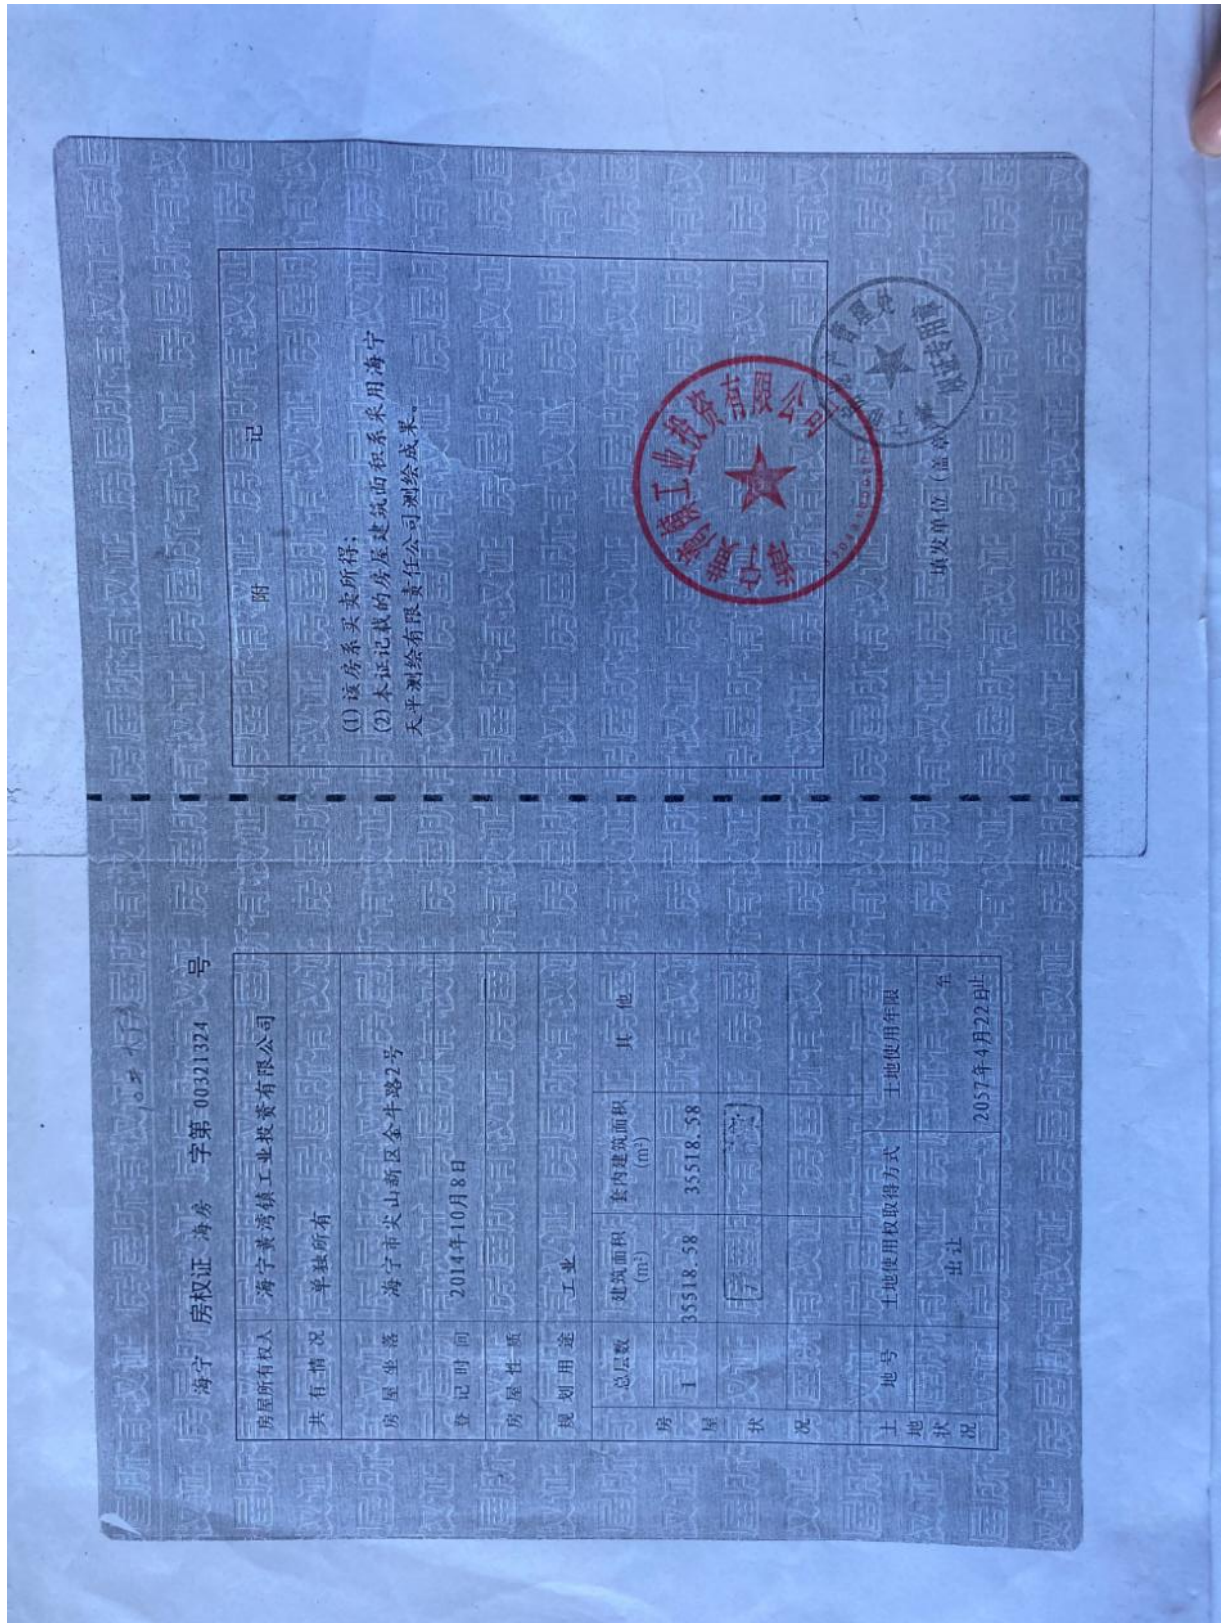 海宁 房权证 海房 字第 00321324 号
房屋所有权人 海宁黄湾镇工业投资有限公司
共有情况 单独所有
房屋坐落 海宁市尖山新区金牛路2号
登记时间 2014年10月8日
房屋性质
规划用途 工业
房屋状况
总层数 建筑面积(m²) 套内建筑面积(m²) 其他
1 35518.58 35518.58
土地状况
地号 土地使用权取得方式 土地使用年限
出让 至
2057年4月22日止
附 记
(1)该房系买卖所得;
(2)本证记载的房屋建筑面积系采用海宁
天平测绘有限责任公司测绘成果。
海宁黄湾镇工业投资有限公司
填发单位(盖章)